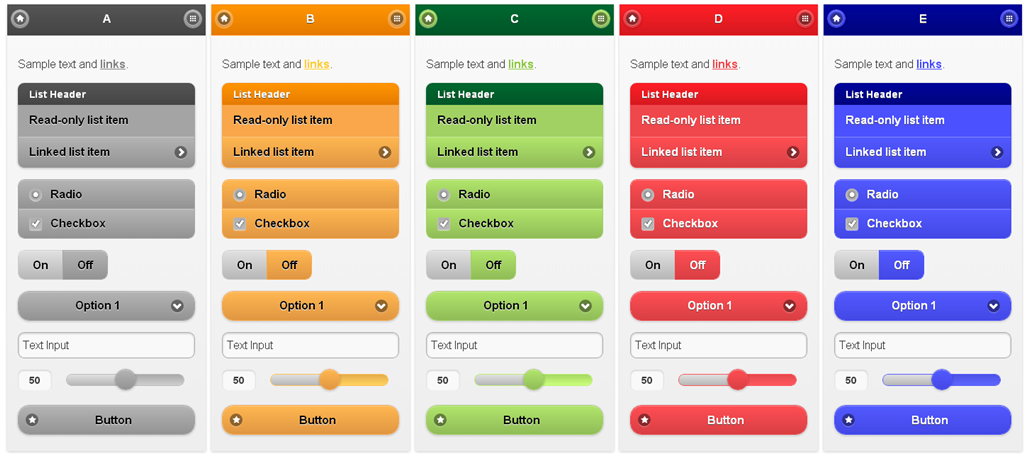 A
Sample text and links.
List Header
Read-only list item
Linked list item
Radio
Checkbox
On Off
Option 1
Text Input
50
Button
B
Sample text and links.
List Header
Read-only list item
Linked list item
Radio
Checkbox
On Off
Option 1
Text Input
50
Button
C
Sample text and links.
List Header
Read-only list item
Linked list item
Radio
Checkbox
On Off
Option 1
Text Input
50
Button
D
Sample text and links.
List Header
Read-only list item
Linked list item
Radio
Checkbox
On Off
Option 1
Text Input
50
Button
E
Sample text and links.
List Header
Read-only list item
Linked list item
Radio
Checkbox
On Off
Option 1
Text Input
50
Button